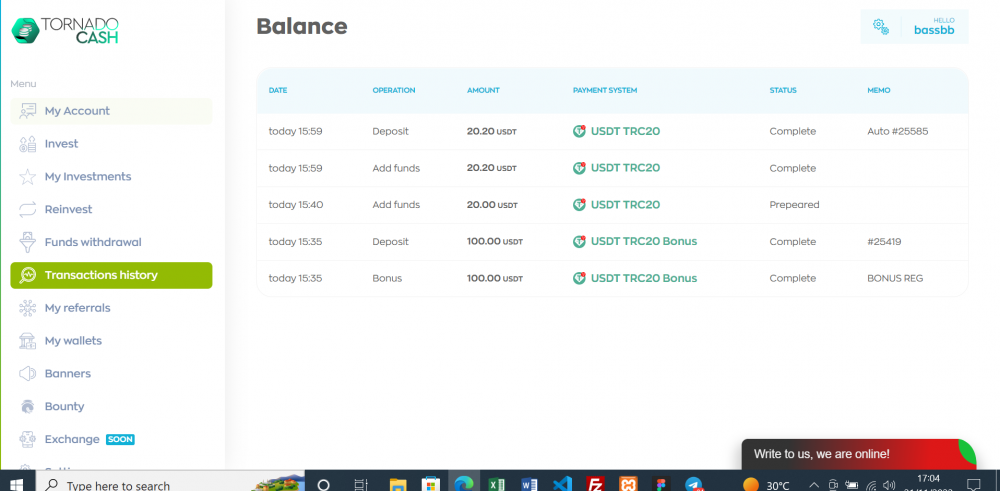 TORNADO
CASH
Balance
HELLO
bassbb
Menu
My Account
Invest
My Investments
Reinvest
Funds withdrawal
Transactions history
My referrals
My wallets
Banners
Bounty
Exchange SOON
DATE OPERATION AMOUNT PAYMENT SYSTEM STATUS MEMO
today 15:59 Deposit 20.20 USDT USDT TRC20 Complete Auto #25585
today 15:59 Add funds 20.20 USDT USDT TRC20 Complete
today 15:40 Add funds 20.00 USDT USDT TRC20 Prepeared
today 15:35 Deposit 100.00 USDT USDT TRC20 Bonus Complete #25419
today 15:35 Bonus 100.00 USDT USDT TRC20 Bonus Complete BONUS REG
Write to us, we are online!
Type here to search
30°C
17:04